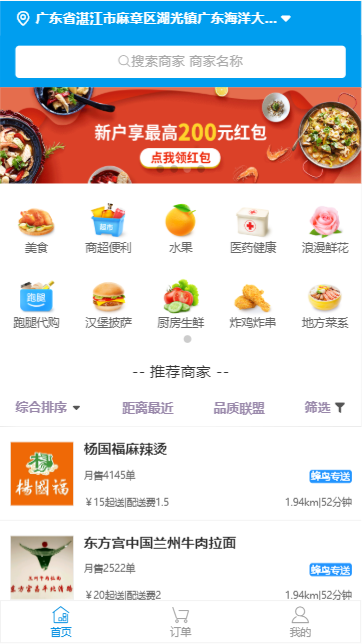 广东省湛江市麻章区湖光镇广东海洋大...
搜索商家 商家名称
新户享最高200元红包
点我领红包
超市
美食 商超便利 水果 医药健康 浪漫鲜花
跑腿
跑腿代购 汉堡披萨 厨房生鲜 炸鸡炸串 地方菜系
-- 推荐商家 --
综合排序 距离最近 品质联盟 筛选
杨国福麻辣烫
月售4145单
蜂鸟专送
楊國福
¥15起送|配送费1.5 1.94km|52分钟
东方宫中国兰州牛肉拉面
月售2522单
蜂鸟专送
¥20起送|配送费2 1.94km|52分钟
首页 订单 我的